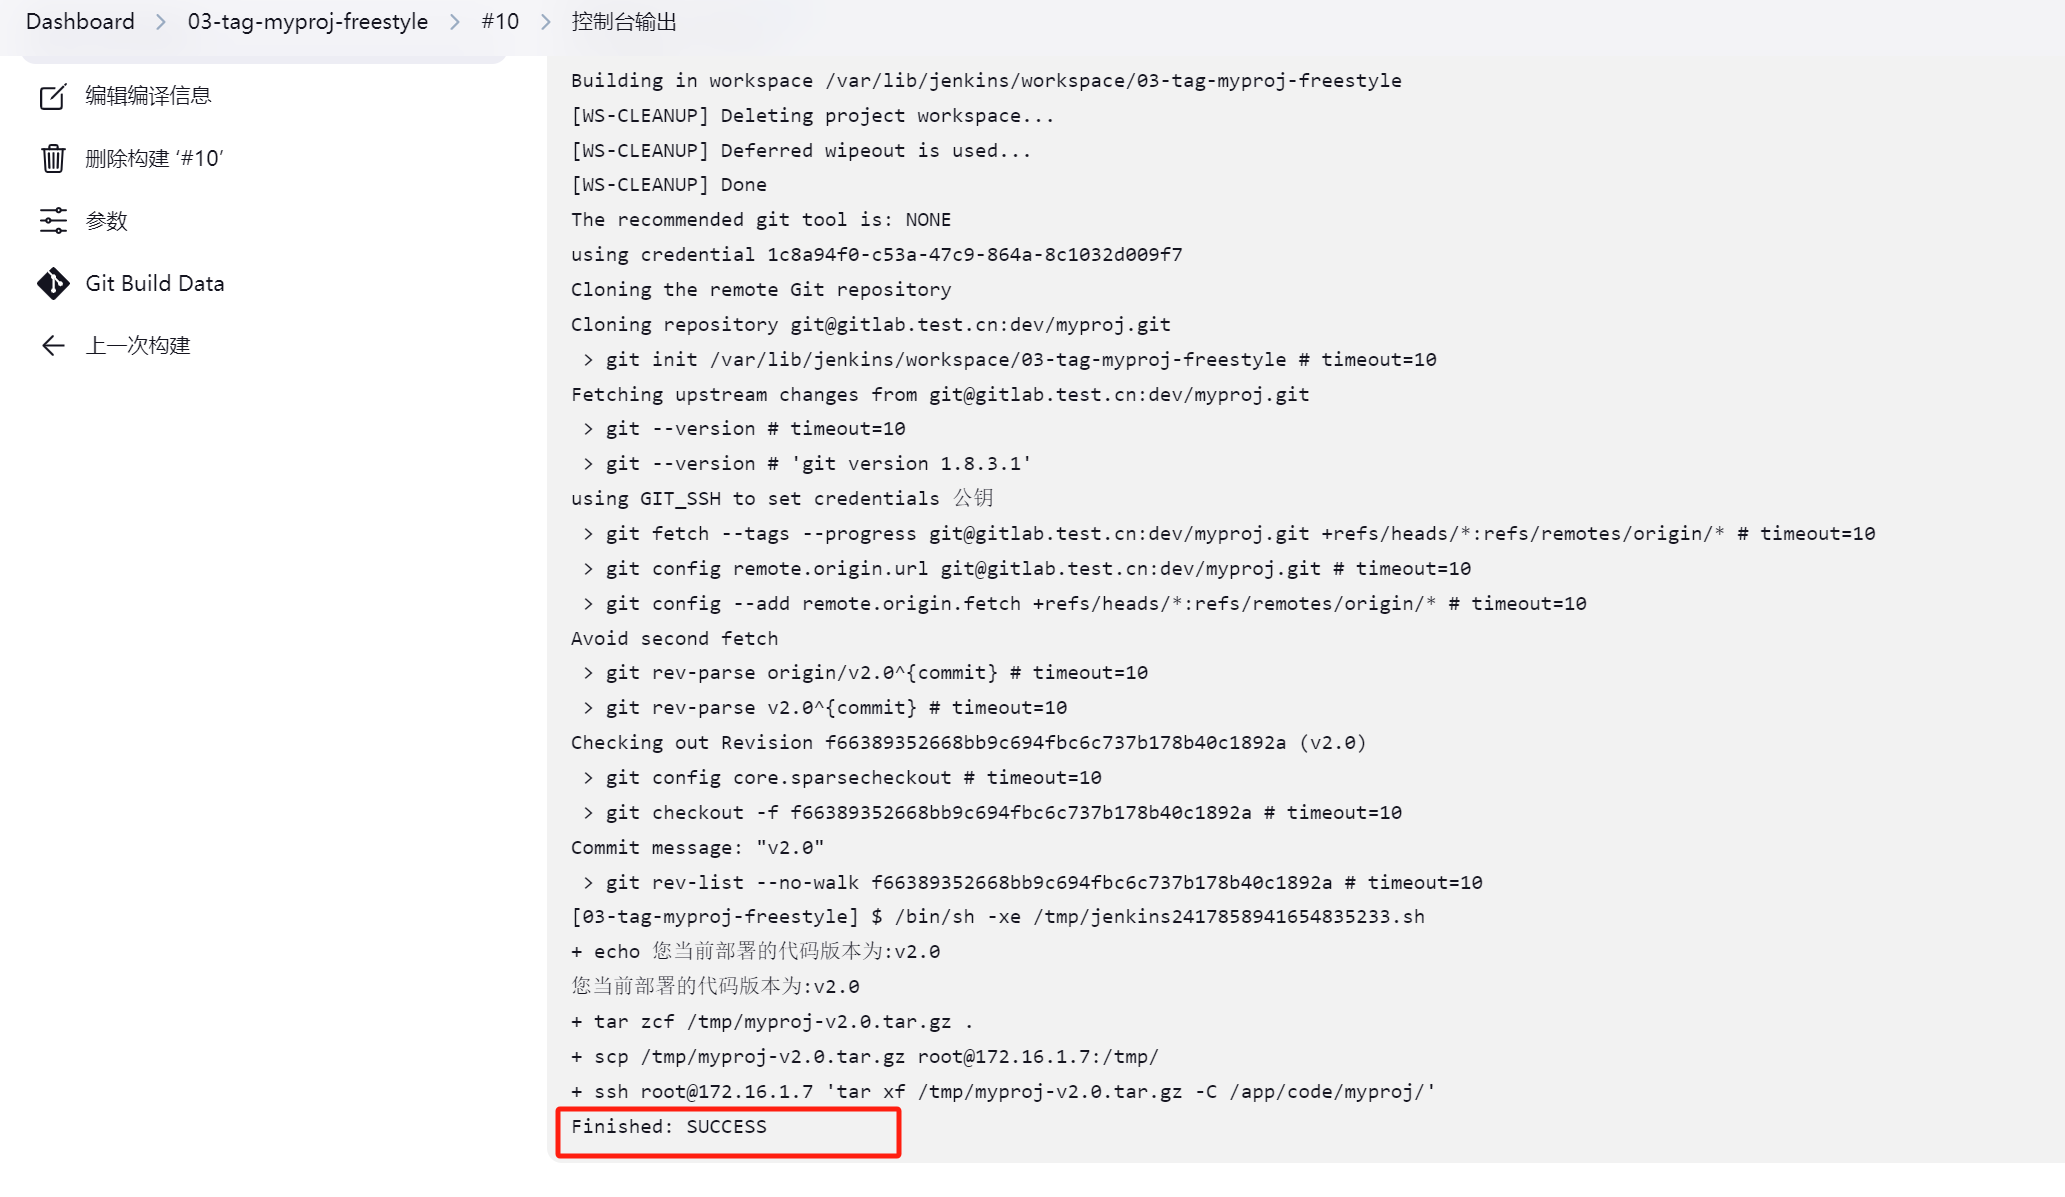 Dashboard > 03-tag-myproj-freestyle > #10 > 控制台输出
编辑编译信息
删除构建 ‘#10’
参数
Git Build Data
上一次构建
Building in workspace /var/lib/jenkins/workspace/03-tag-myproj-freestyle
[WS-CLEANUP] Deleting project workspace...
[WS-CLEANUP] Deferred wipeout is used...
[WS-CLEANUP] Done
The recommended git tool is: NONE
using credential 1c8a94f0-c53a-47c9-864a-8c1032d009f7
Cloning the remote Git repository
Cloning repository git@gitlab.test.cn:dev/myproj.git
 > git init /var/lib/jenkins/workspace/03-tag-myproj-freestyle # timeout=10
Fetching upstream changes from git@gitlab.test.cn:dev/myproj.git
 > git --version # timeout=10
 > git --version # 'git version 1.8.3.1'
using GIT_SSH to set credentials 公钥
 > git fetch --tags --progress git@gitlab.test.cn:dev/myproj.git +refs/heads/*:refs/remotes/origin/* # timeout=10
 > git config remote.origin.url git@gitlab.test.cn:dev/myproj.git # timeout=10
 > git config --add remote.origin.fetch +refs/heads/*:refs/remotes/origin/* # timeout=10
Avoid second fetch
 > git rev-parse origin/v2.0^{commit} # timeout=10
 > git rev-parse v2.0^{commit} # timeout=10
Checking out Revision f66389352668bb9c694fbc6c737b178b40c1892a (v2.0)
 > git config core.sparsecheckout # timeout=10
 > git checkout -f f66389352668bb9c694fbc6c737b178b40c1892a # timeout=10
Commit message: "v2.0"
 > git rev-list --no-walk f66389352668bb9c694fbc6c737b178b40c1892a # timeout=10
[03-tag-myproj-freestyle] $ /bin/sh -xe /tmp/jenkins2417858941654835233.sh
+ echo 您当前部署的代码版本为:v2.0
您当前部署的代码版本为:v2.0
+ tar zcf /tmp/myproj-v2.0.tar.gz .
+ scp /tmp/myproj-v2.0.tar.gz root@172.16.1.7:/tmp/
+ ssh root@172.16.1.7 'tar xf /tmp/myproj-v2.0.tar.gz -C /app/code/myproj/'
Finished: SUCCESS